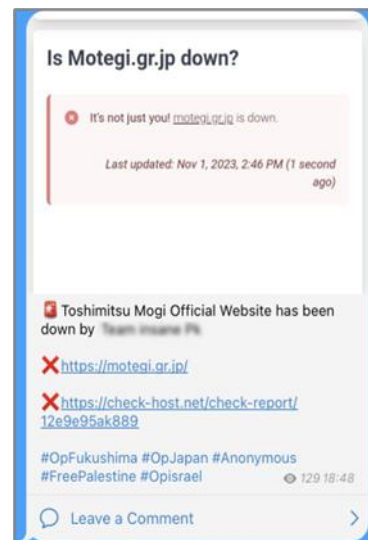 Is Motegi.gr.jp down?
It's not just you! motegi.gr.jp is down.
Last updated: Nov 1, 2023, 2:46 PM (1 second
ago)
Toshimitsu Mogi Official Website has been
down by
https://motegi.gr.jp/
https://check-host.net/check-report/
12e9e95ak889
#OpFukushima #OpJapan #Anonymous
#FreePalestine #Opisrael 129 18:48
Leave a Comment